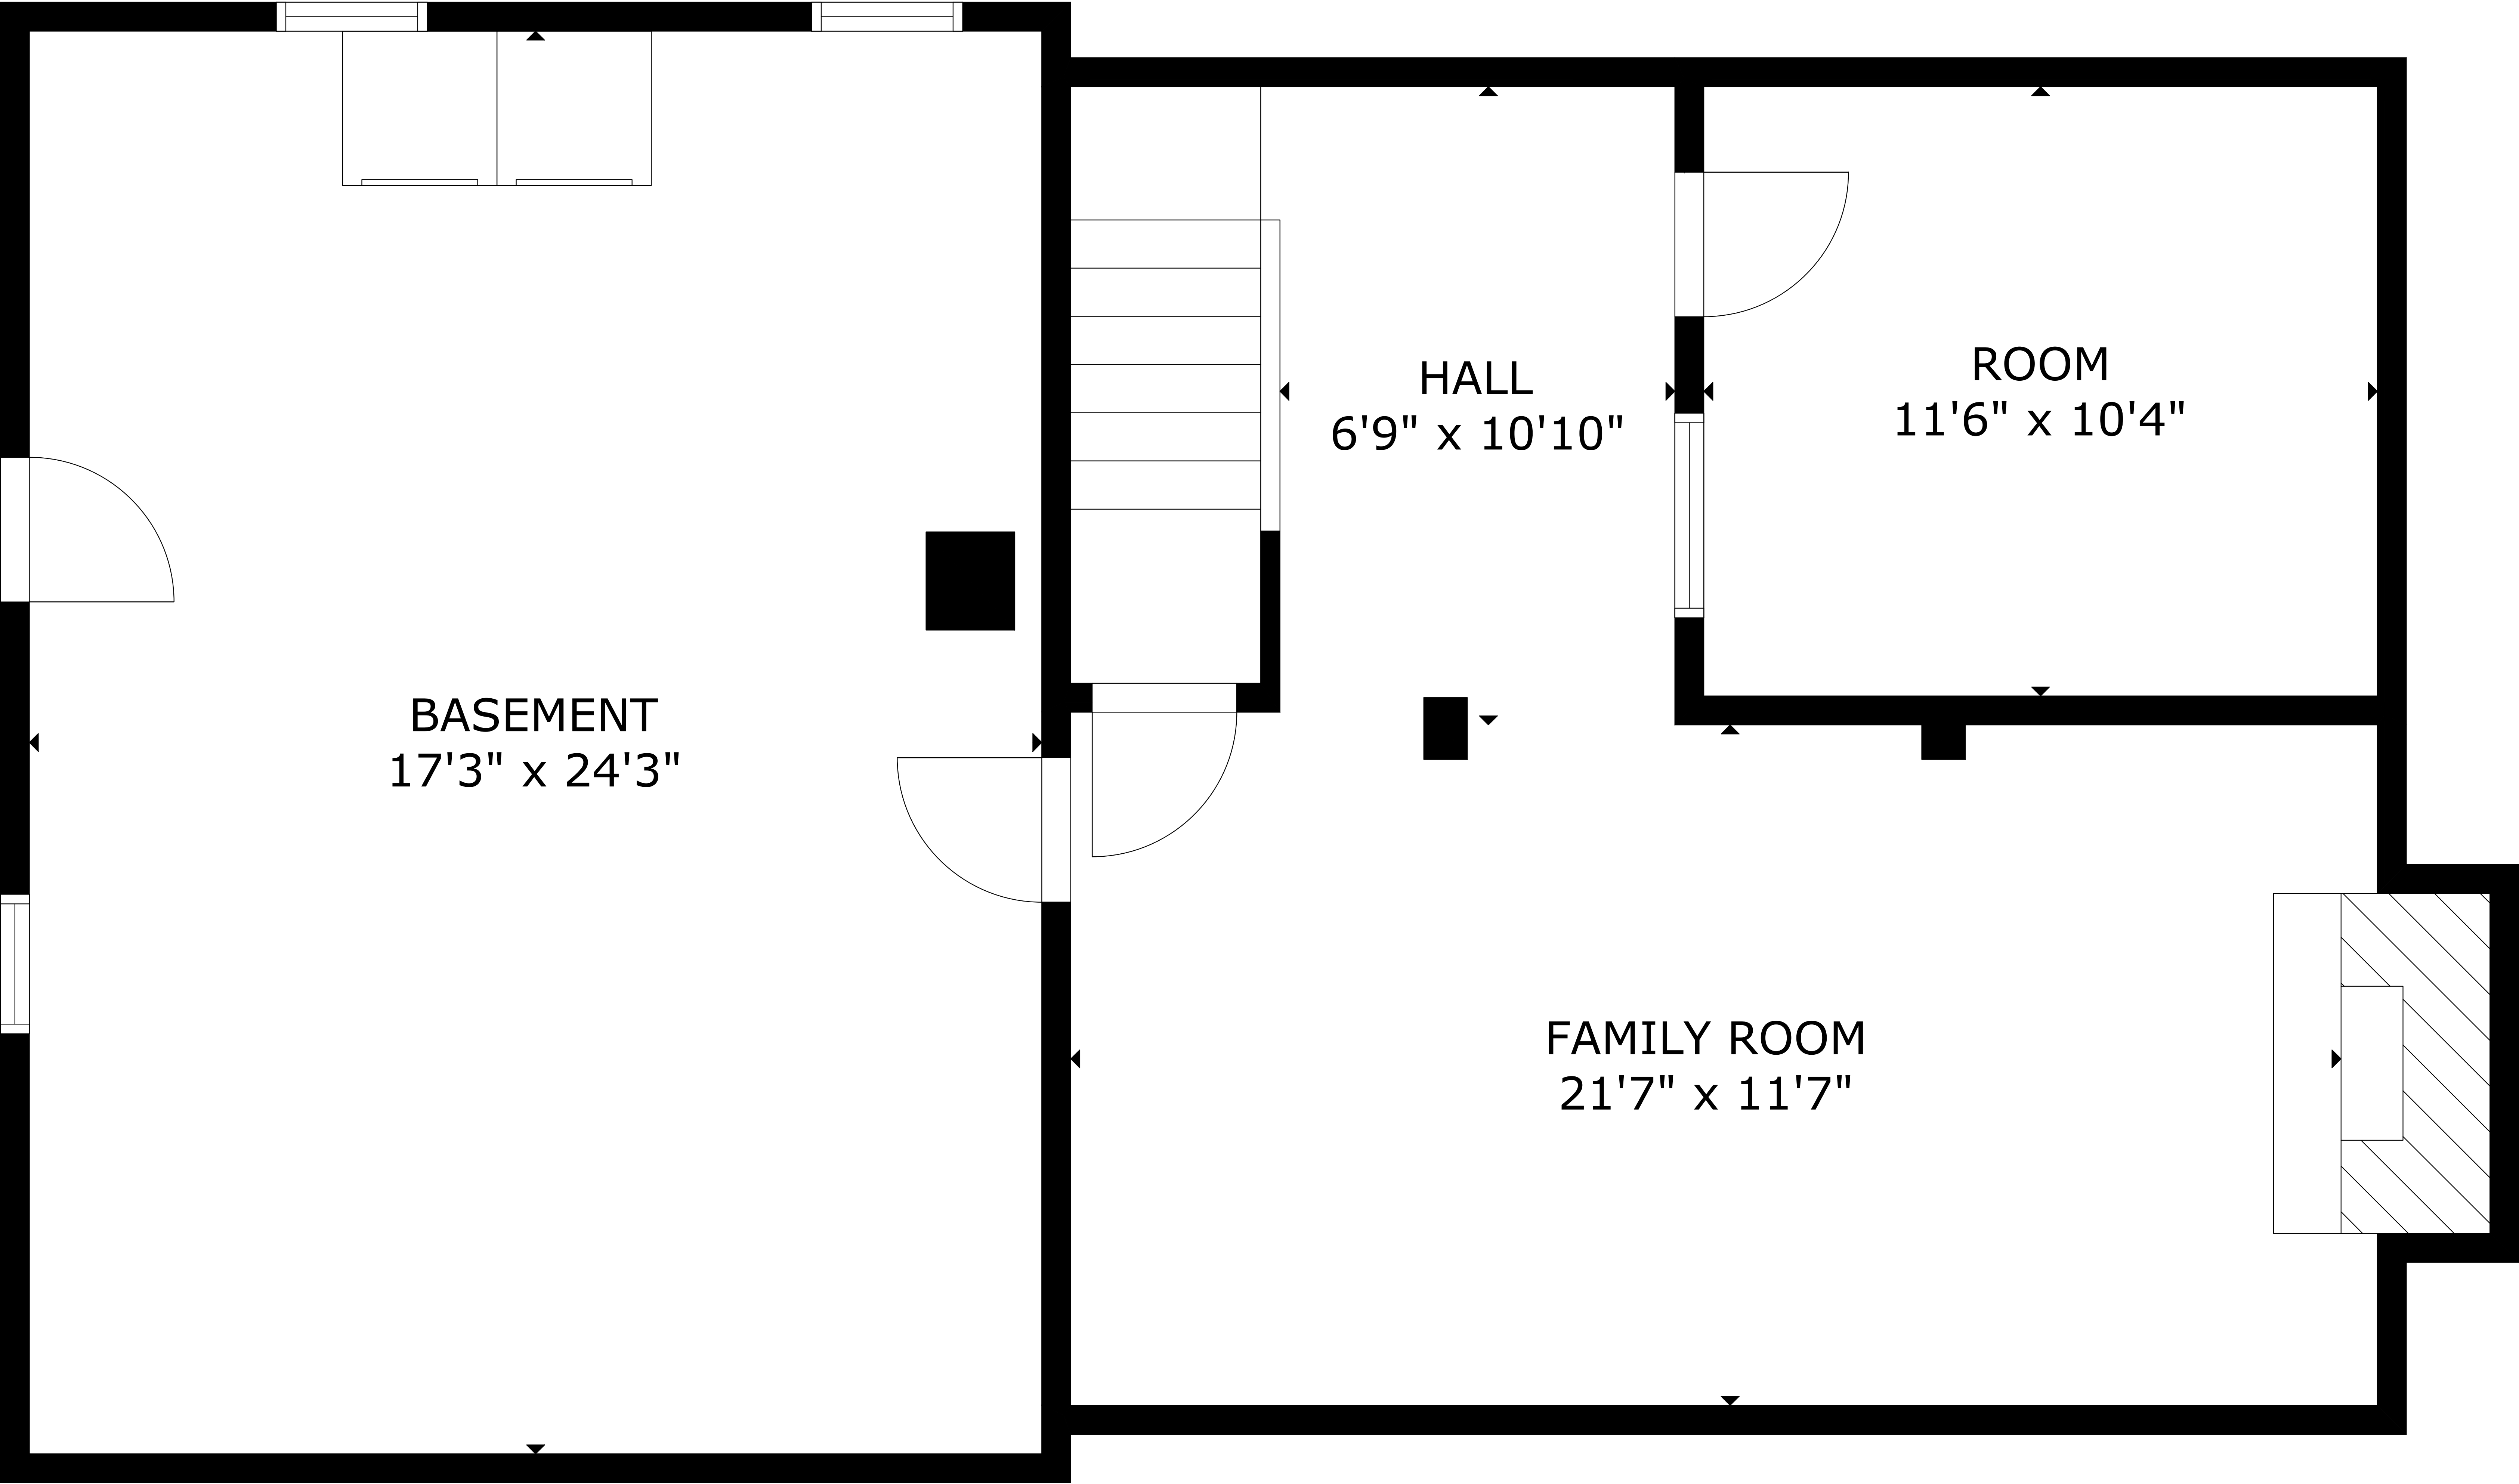 BASEMENT
17'3" x 24'3"
HALL
6'9" x 10'10"
ROOM
11'6" x 10'4"
FAMILY ROOM
21'7" x 11'7"